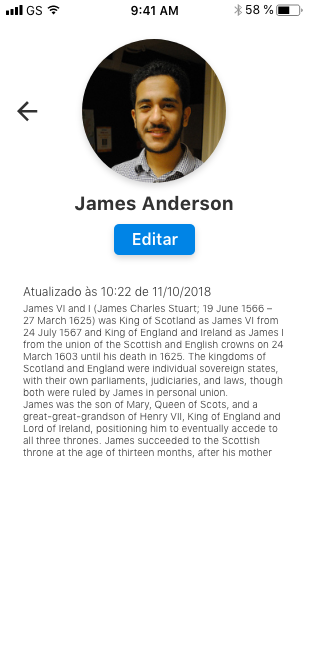 GS 9:41 AM 58 %
James Anderson
Editar
Atualizado às 10:22 de 11/10/2018
James VI and I (James Charles Stuart; 19 June 1566 –
27 March 1625) was King of Scotland as James VI from
24 July 1567 and King of England and Ireland as James I
from the union of the Scottish and English crowns on 24
March 1603 until his death in 1625. The kingdoms of
Scotland and England were individual sovereign states,
with their own parliaments, judiciaries, and laws, though
both were ruled by James in personal union.
James was the son of Mary, Queen of Scots, and a
great-great-grandson of Henry VII, King of England and
Lord of Ireland, positioning him to eventually accede to
all three thrones. James succeeded to the Scottish
throne at the age of thirteen months, after his mother